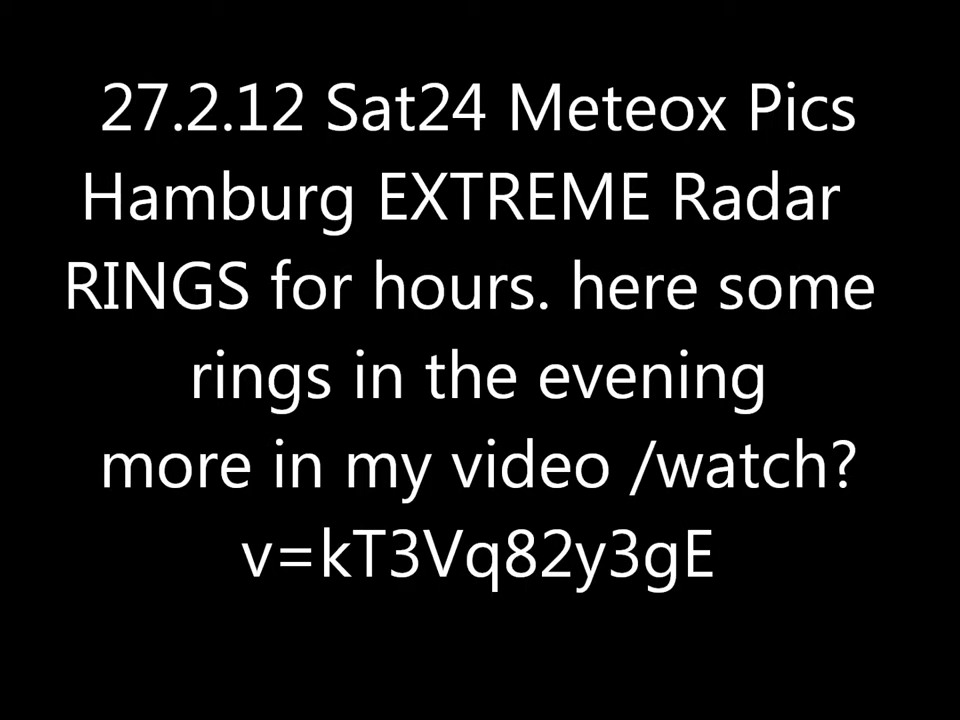 27.2.12 Sat24 Meteox Pics
Hamburg EXTREME Radar
RINGS for hours. here some
rings in the evening
more in my video /watch?
v=kT3Vq82y3gE